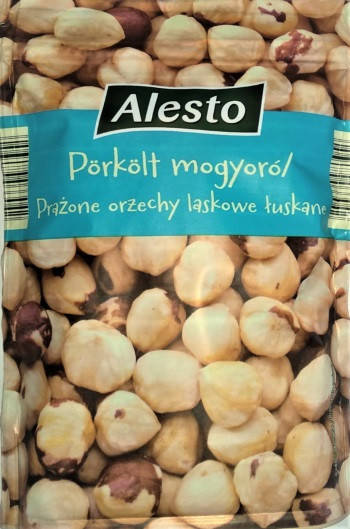 Alesto
Pörkölt mogyoró/
Prażone orzechy laskowe łuskane